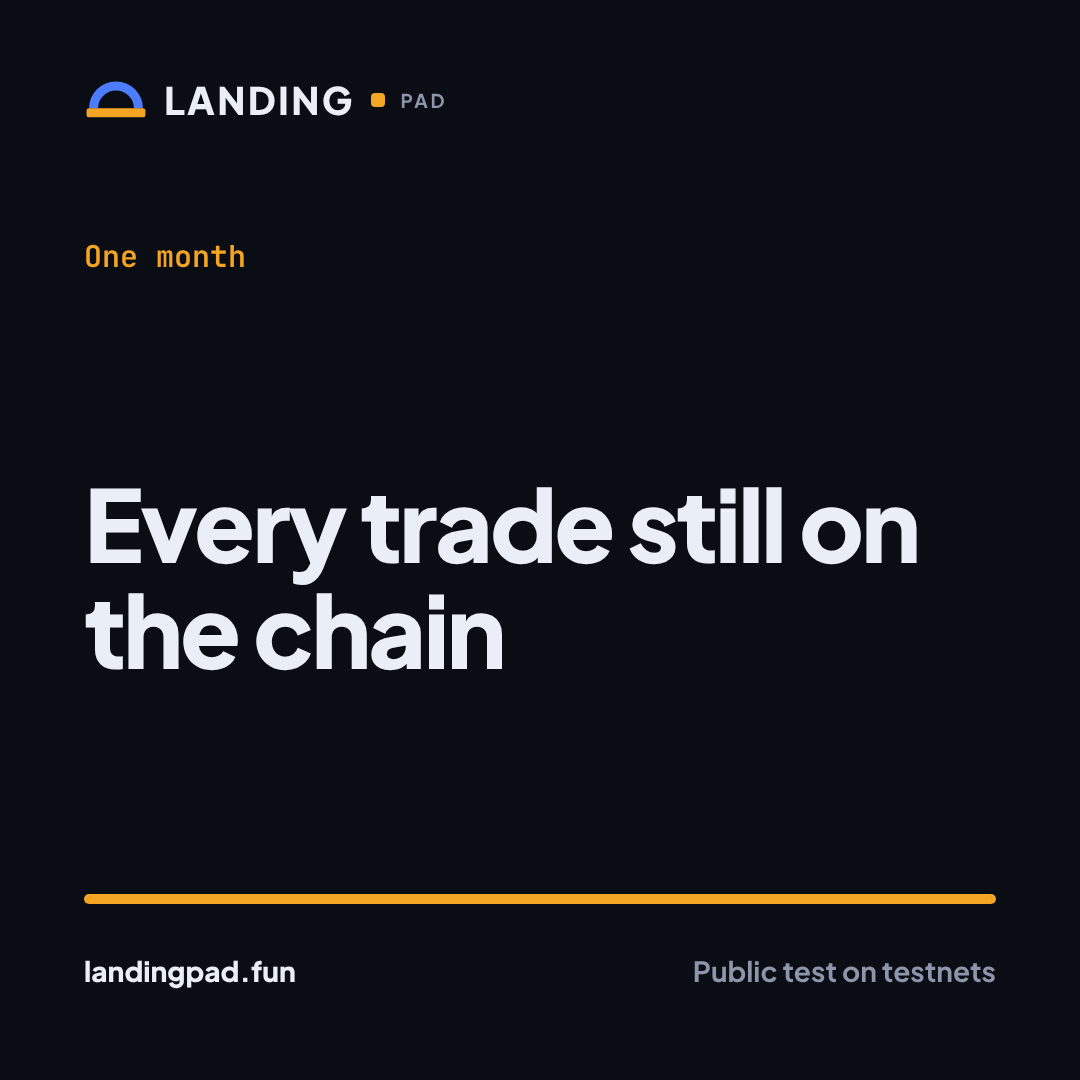 LANDING PAD
One month
Every trade still on
the chain
landingpad.fun
Public test on testnets